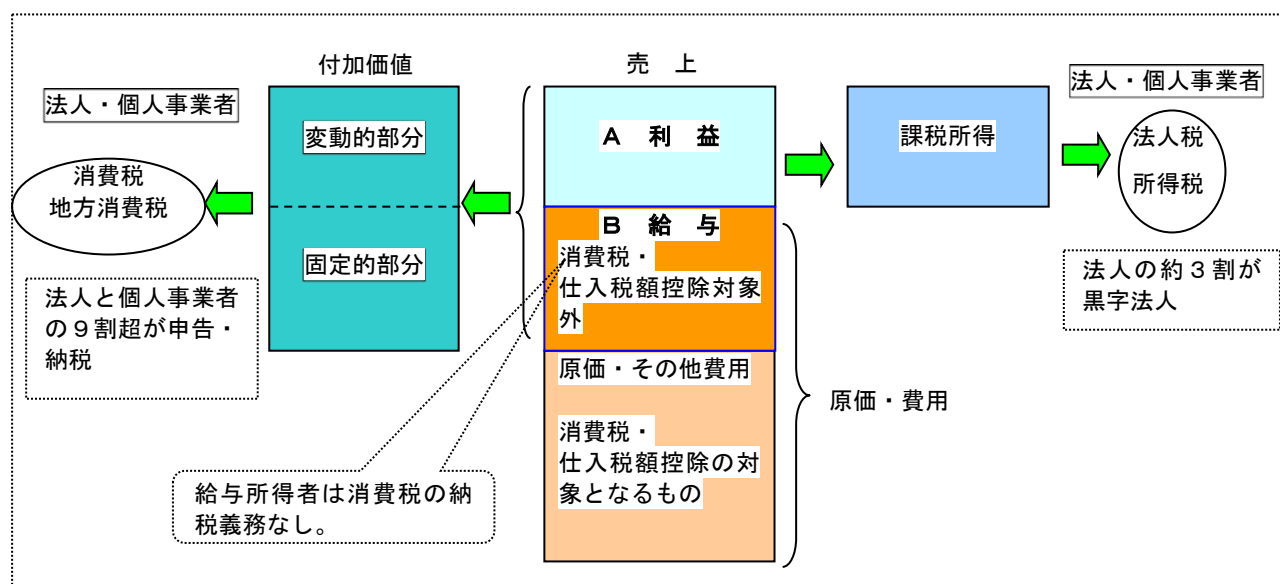 付加価値
法人・個人事業者
変動的部分
消費税
地方消費税
固定的部分
法人と個人事業者
の９割超が申告・
納税
売　上
Ａ　利　益
Ｂ　給　与
消費税・
仕入税額控除対象
外
原価・その他費用
消費税・
仕入税額控除の対
象となるもの
給与所得者は消費税の納
税義務なし。
原価・費用
課税所得
法人・個人事業者
法人税
所得税
法人の約３割が
黒字法人